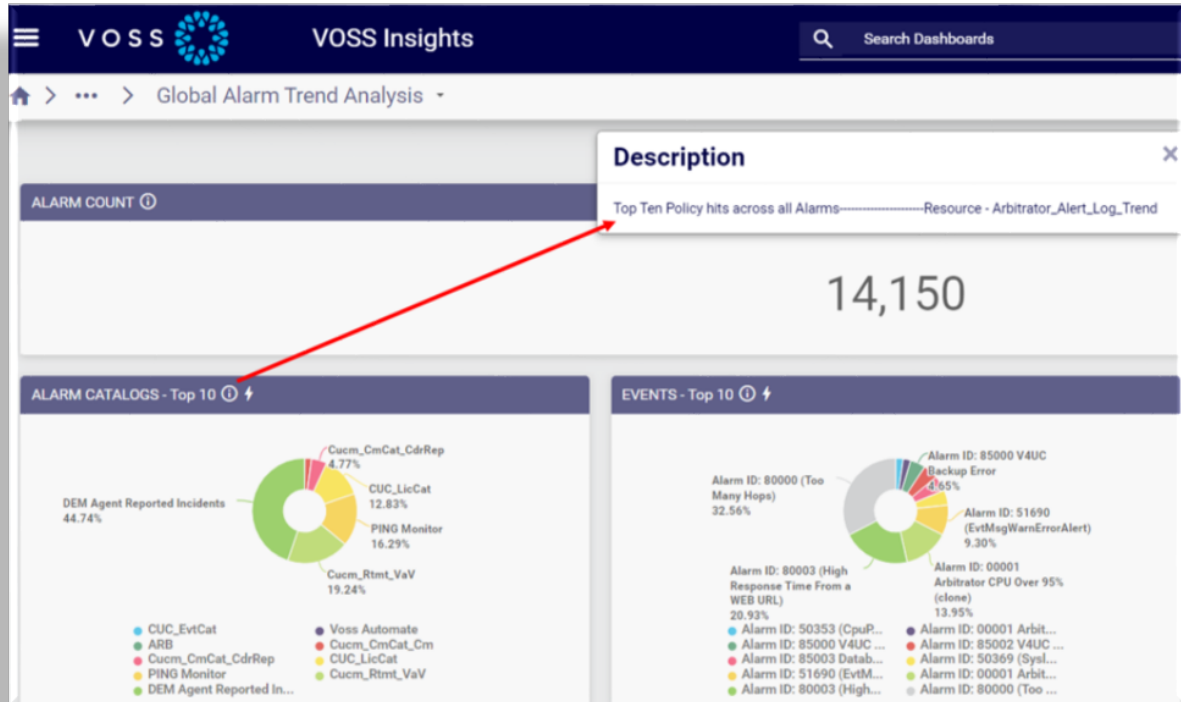 VOSS
VOSS Insights
Search Dashboards
> ... > Global Alarm Trend Analysis
Description
×
Top Ten Policy hits across all Alarms--------------------Resource - Arbitrator_Alert_Log_Trend
ALARM COUNT
14,150
ALARM CATALOGS - Top 10
Cucm_CmCat_CdrRep
4.77%
CUC_LicCat
12.83%
DEM Agent Reported Incidents
44.74%
PING Monitor
16.29%
Cucm_Rtmt_VaV
19.24%
CUC_EvtCat
Voss Automate
ARB
Cucm_CmCat_Cm
Cucm_CmCat_CdrRep
CUC_LicCat
PING Monitor
Cucm_Rtmt_VaV
DEM Agent Reported In...
EVENTS - Top 10
Alarm ID: 85000 V4UC
Backup Error
4.65%
Alarm ID: 80000 (Too
Many Hops)
32.56%
Alarm ID: 51690
(EvtMsgWarnErrorAlert)
9.30%
Alarm ID: 00001
Arbitrator CPU Over 95%
(clone)
13.95%
Alarm ID: 80003 (High
Response Time From a
WEB URL)
20.93%
Alarm ID: 50353 (CpuP...
Alarm ID: 00001 Arbit...
Alarm ID: 85000 V4UC ...
Alarm ID: 85002 V4UC ...
Alarm ID: 85003 Datab...
Alarm ID: 50369 (Sysl...
Alarm ID: 51690 (EvtM...
Alarm ID: 00001 Arbit...
Alarm ID: 80003 (High...
Alarm ID: 80000 (Too ...